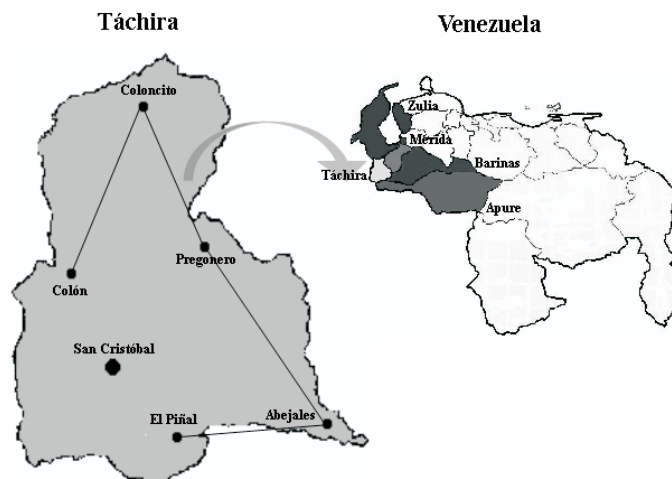 Táchira
Venezuela
Coloncito
Pregonero
Colón
San Cristóbal
El Piñal
Abejales
Zulia
Mérida
Táchira
Barinas
Apure